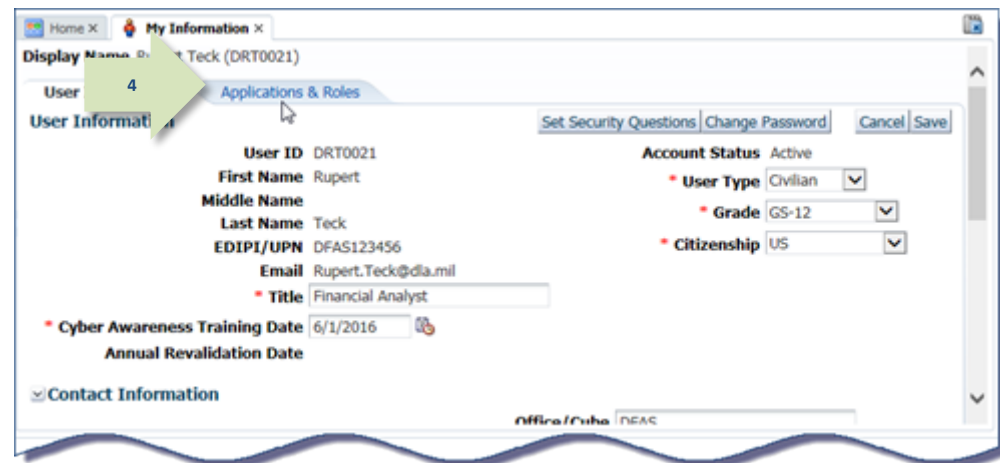 Home × My Information ×
Display Name Teck (DRT0021)
User Applications & Roles
4
User Information Set Security Questions Change Password Cancel Save
User ID DRT0021 Account Status Active
First Name Rupert * User Type Civilian
Middle Name * Grade GS-12
Last Name Teck
EDIPI/UPN DFAS123456 * Citizenship US
Email Rupert.Teck@dla.mil
* Title Financial Analyst
* Cyber Awareness Training Date 6/1/2016
Annual Revalidation Date
Contact Information
Office/Cube DFAS